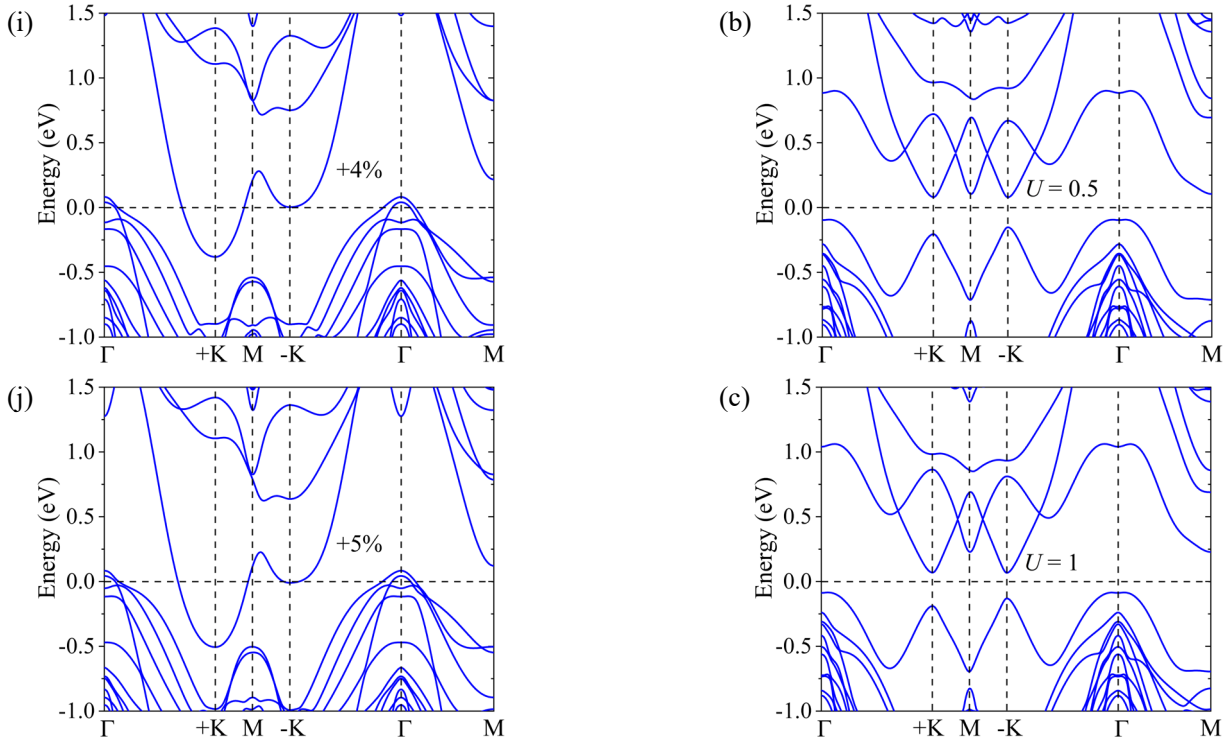 (i)
Energy (eV)
1.5
1.0
0.5
0.0
-0.5
-1.0
+4%
Γ +K M -K Γ M
(b)
Energy (eV)
1.5
1.0
0.5
0.0
-0.5
-1.0
U = 0.5
Γ +K M -K Γ M
(j)
Energy (eV)
1.5
1.0
0.5
0.0
-0.5
-1.0
+5%
Γ +K M -K Γ M
(c)
Energy (eV)
1.5
1.0
0.5
0.0
-0.5
-1.0
U = 1
Γ +K M -K Γ M